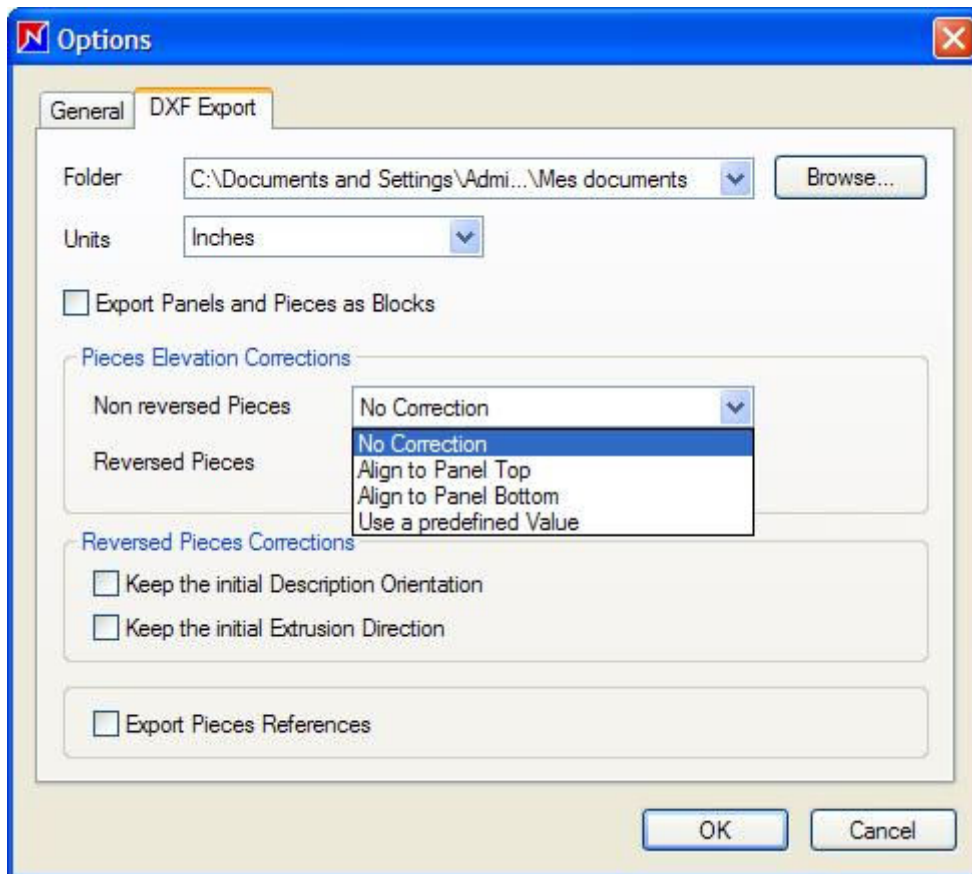 Options
General DXF Export
Folder C:\Documents and Settings\Admi...\Mes documents Browse...
Units Inches
Export Panels and Pieces as Blocks
Pieces Elevation Corrections
Non reversed Pieces No Correction
No Correction
Reversed Pieces
Align to Panel Top
Align to Panel Bottom
Use a predefined Value
Reversed Pieces Corrections
Keep the initial Description Orientation
Keep the initial Extrusion Direction
Export Pieces References
OK Cancel